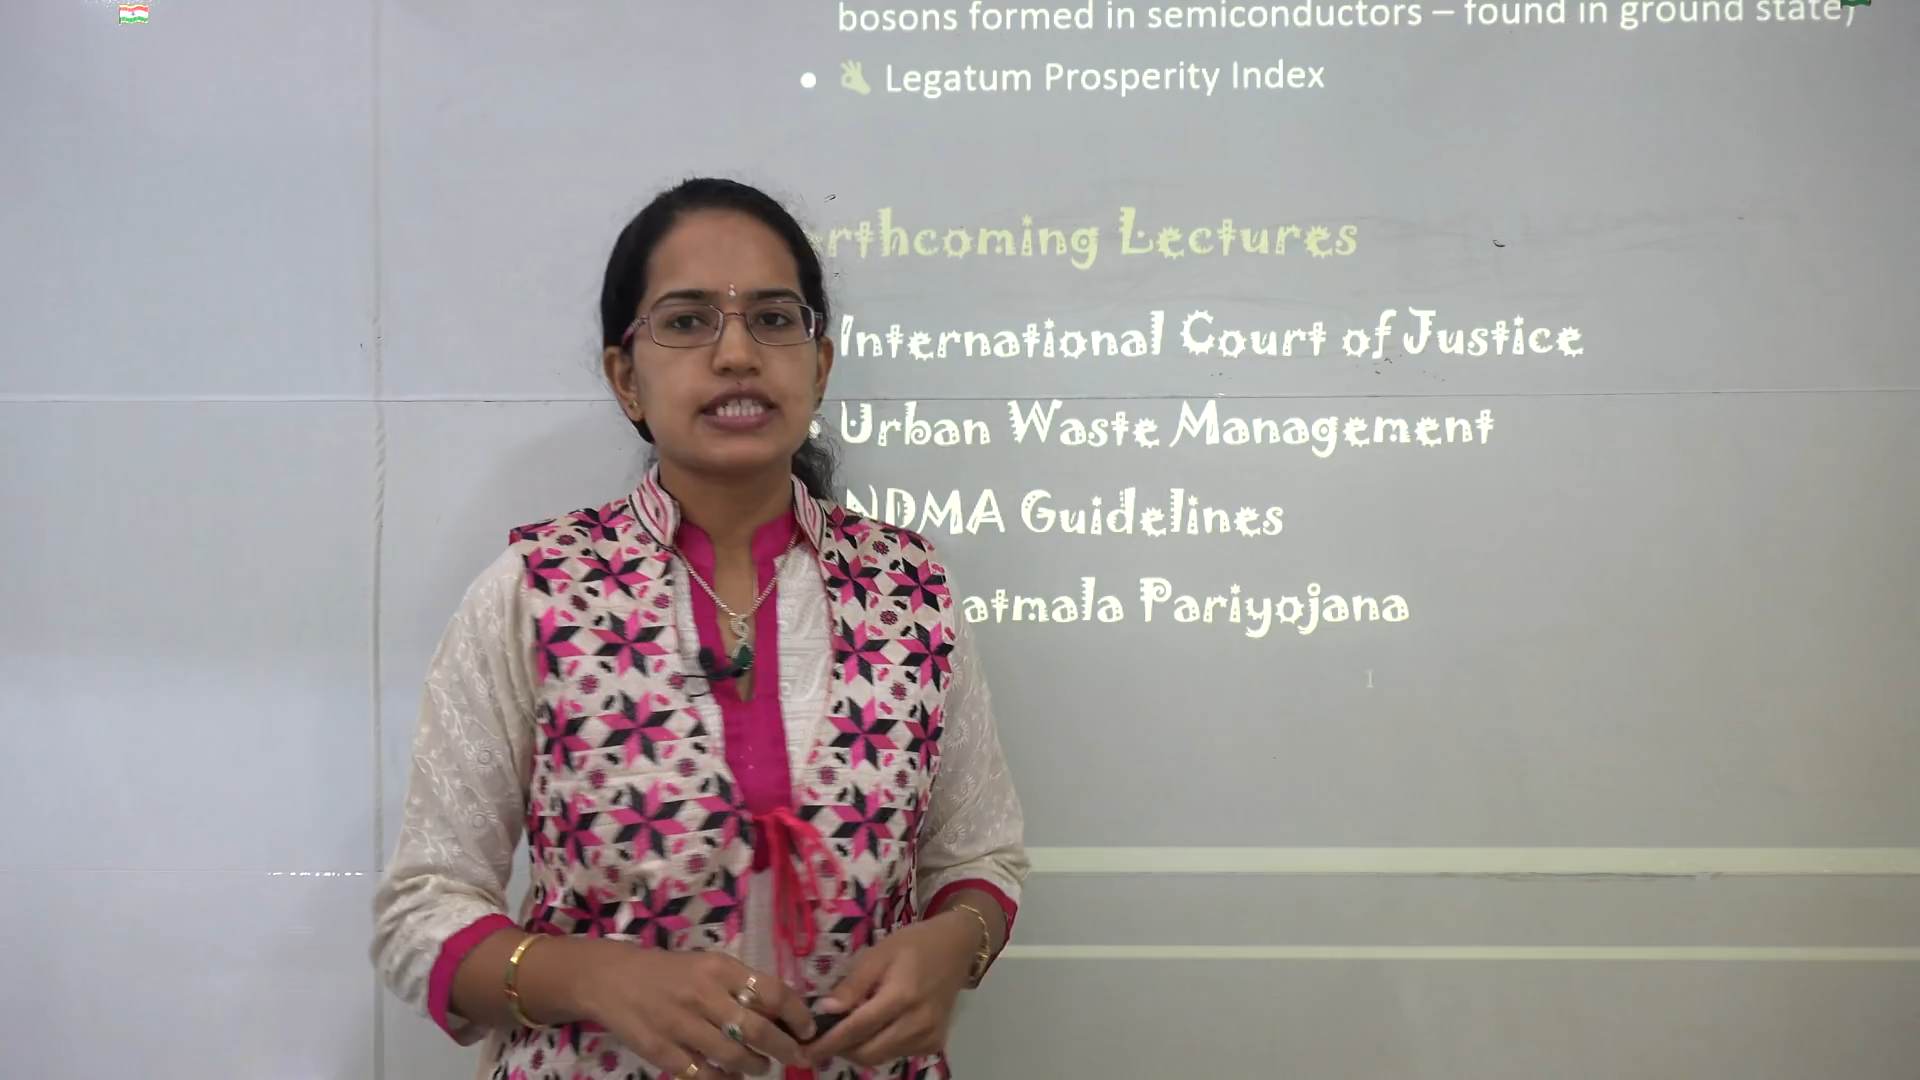 bosons formed in semiconductors – found in ground state)
• Legatum Prosperity Index
rthcoming Lectures
International Court of Justice
• Urban Waste Management
NDMA Guidelines
atmala Pariyojana
1